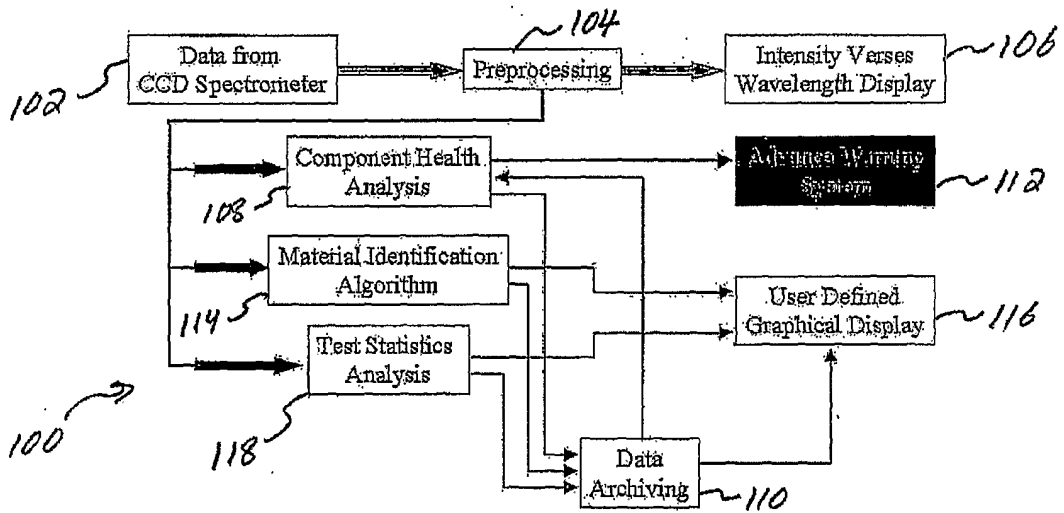 104
Data from
CCD Spectrometer
102
Preprocessing
Intensity Verses
Wavelength Display
106
Component Health
Analysis
108
Advance Warning
System
112
Material Identification
Algorithm
114
User Defined
Graphical Display
116
Test Statistics
Analysis
118
100
Data
Archiving
110